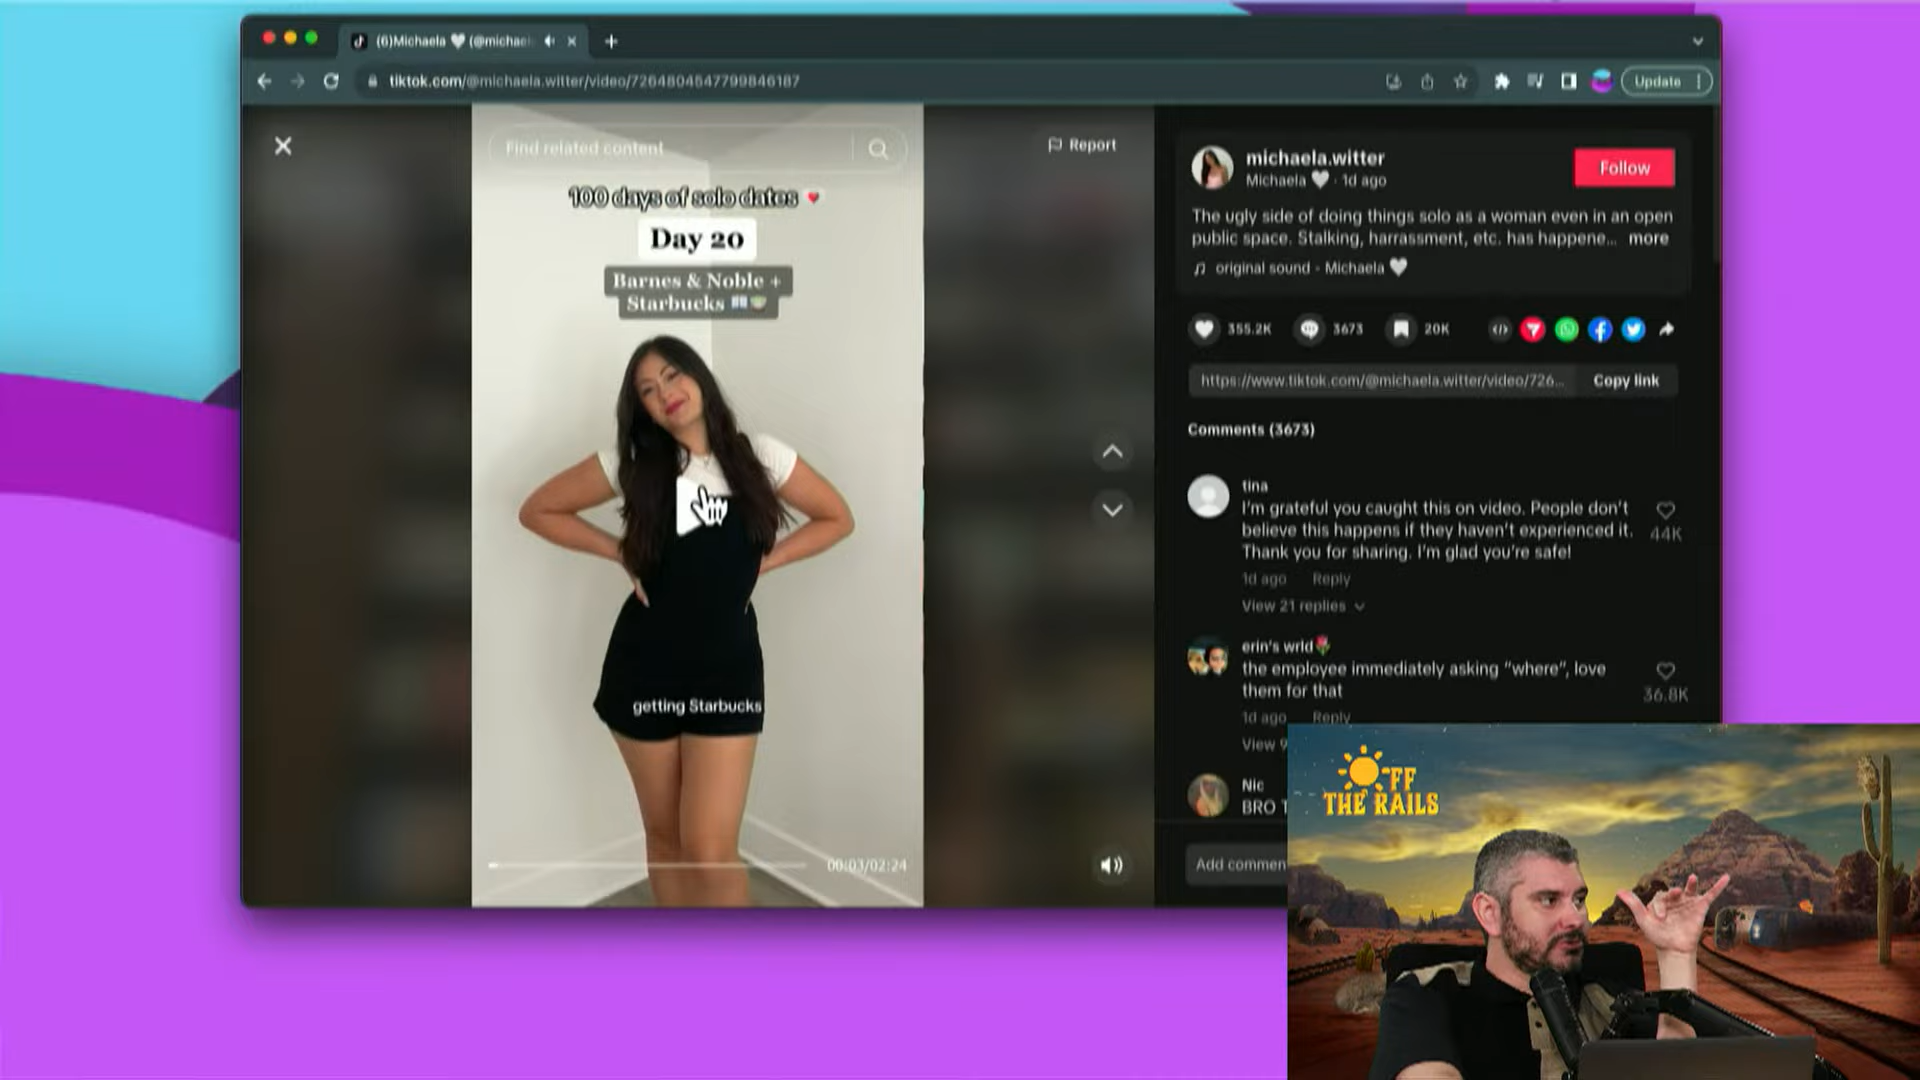 (6)Michaela 🤍 (@michae
tiktok.com/@michaela.witter/video/7264804547799846187
Update
Find related content
Report
100 days of solo dates
Day 20
Barnes & Noble +
Starbucks
getting Starbucks
00:03/02:24
michaela.witter
Michaela 🤍 · 1d ago
Follow
The ugly side of doing things solo as a woman even in an open
public space. Stalking, harrassment, etc. has happene... more
original sound - Michaela 🤍
355.2K
3673
20K
https://www.tiktok.com/@michaela.witter/video/726...
Copy link
Comments (3673)
tina
I'm grateful you caught this on video. People don't
believe this happens if they haven't experienced it.
Thank you for sharing. I'm glad you're safe!
44K
1d ago Reply
View 21 replies
erin's wrld🌹
the employee immediately asking "where", love
them for that
36.8K
1d ago Reply
View 9
Nic
BRO
Add commen
OFF
THE RAILS